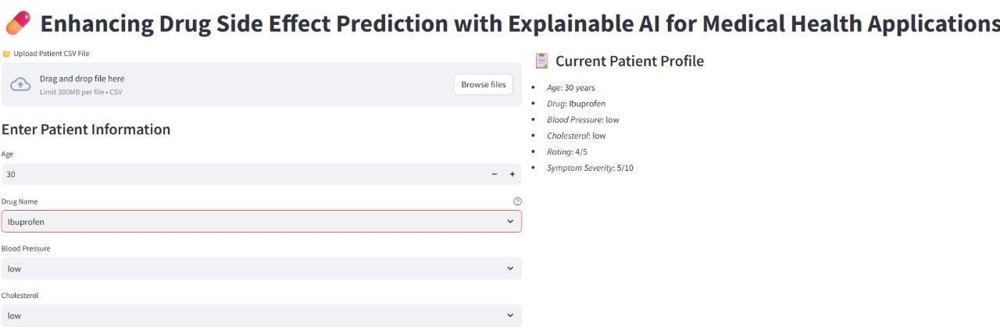 Enhancing Drug Side Effect Prediction with Explainable AI for Medical Health Applications
Upload Patient CSV File
Drag and drop file here
Limit 200MB per file • CSV
Browse files
Enter Patient Information
Age
30
Drug Name
Ibuprofen
Blood Pressure
low
Cholesterol
low
Current Patient Profile
• Age: 30 years
• Drug: Ibuprofen
• Blood Pressure: low
• Cholesterol: low
• Rating: 4/5
• Symptom Severity: 5/10